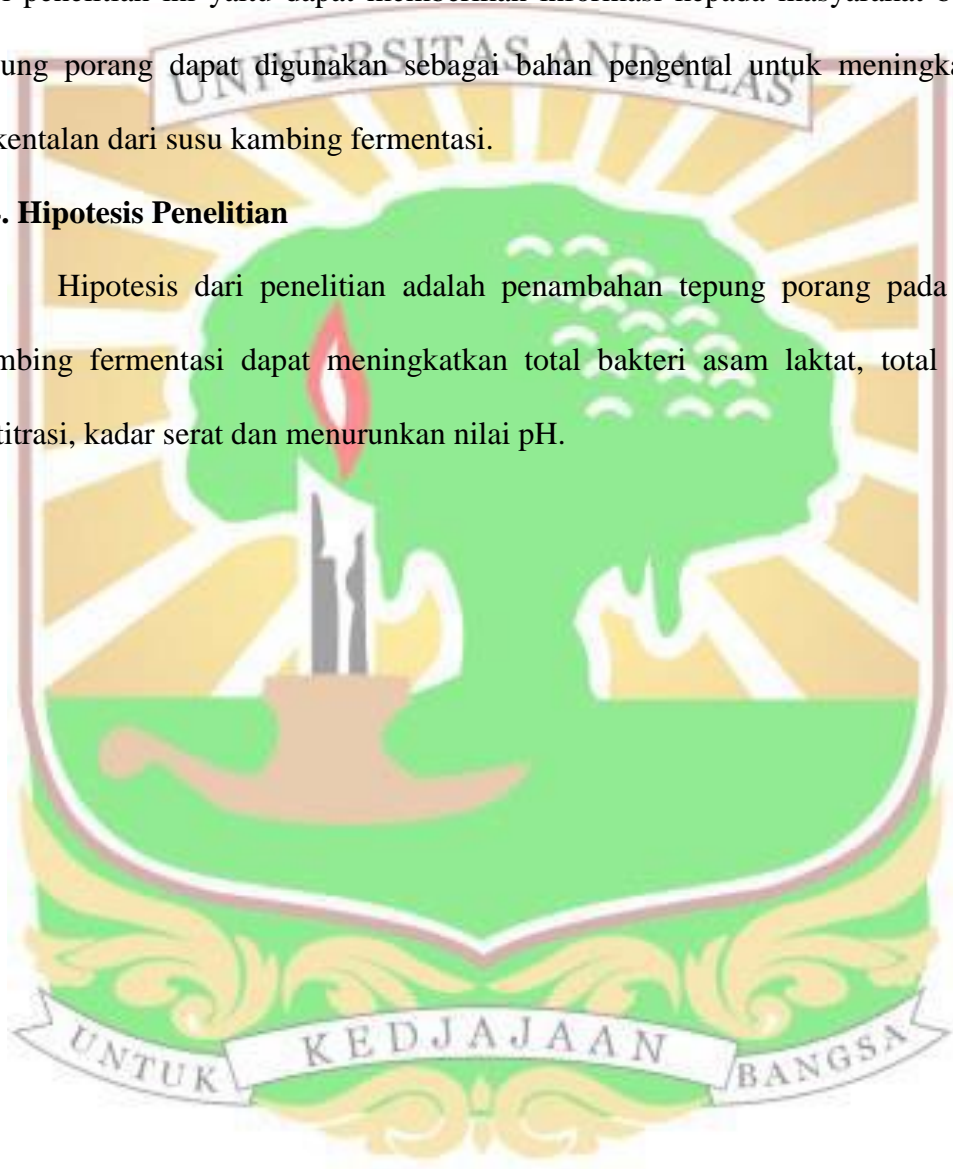 penelitian ini yaitu dapat memberikan informasi kepada masyarakat
ung porang dapat digunakan sebagai bahan pengental untuk meningka
kentalan dari susu kambing fermentasi.
. Hipotesis Penelitian
Hipotesis dari penelitian adalah penambahan tepung porang pada
mbing fermentasi dapat meningkatkan total bakteri asam laktat, total
titrasi, kadar serat dan menurunkan nilai pH.
UNIVERSITAS ANDALAS
UNTUK KEDJAJAAN BANGSA